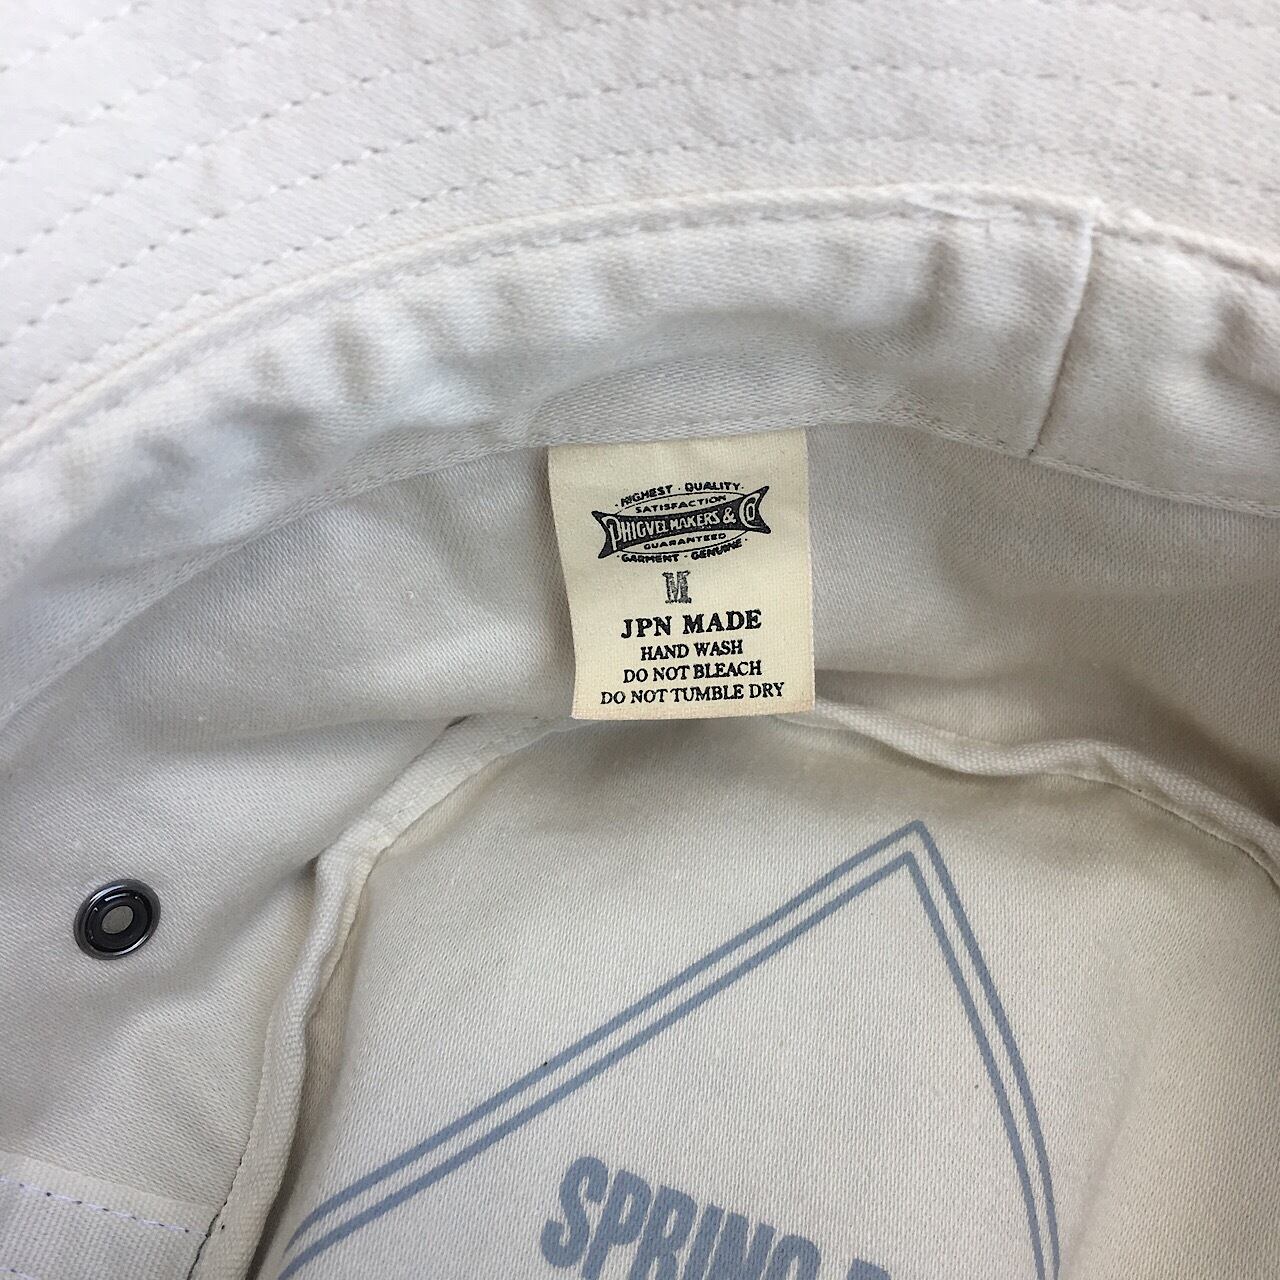 HIGHEST · QUALITY
SATISFACTION
PHIGVEL MAKERS & Co
GUARANTEED
GARMENT · GENUINE
M
JPN MADE
HAND WASH
DO NOT BLEACH
DO NOT TUMBLE DRY
SPRING